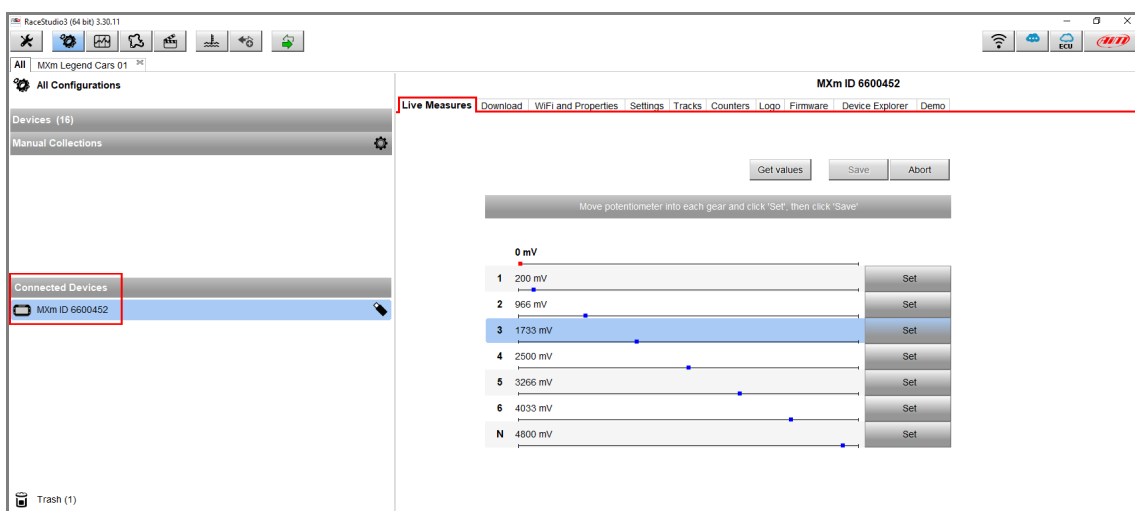 RaceStudio3 (64 bit) 3.30.11
ECU
AiM
All MXm Legend Cars 01
All Configurations
MXm ID 6600452
Live Measures Download WiFi and Properties Settings Tracks Counters Logo Firmware Device Explorer Demo
Devices (16)
Manual Collections
Get values Save Abort
Move potentiometer into each gear and click 'Set', then click 'Save'
0 mV
Connected Devices
MXm ID 6600452
1 200 mV Set
2 966 mV Set
3 1733 mV Set
4 2500 mV Set
5 3266 mV Set
6 4033 mV Set
N 4800 mV Set
Trash (1)